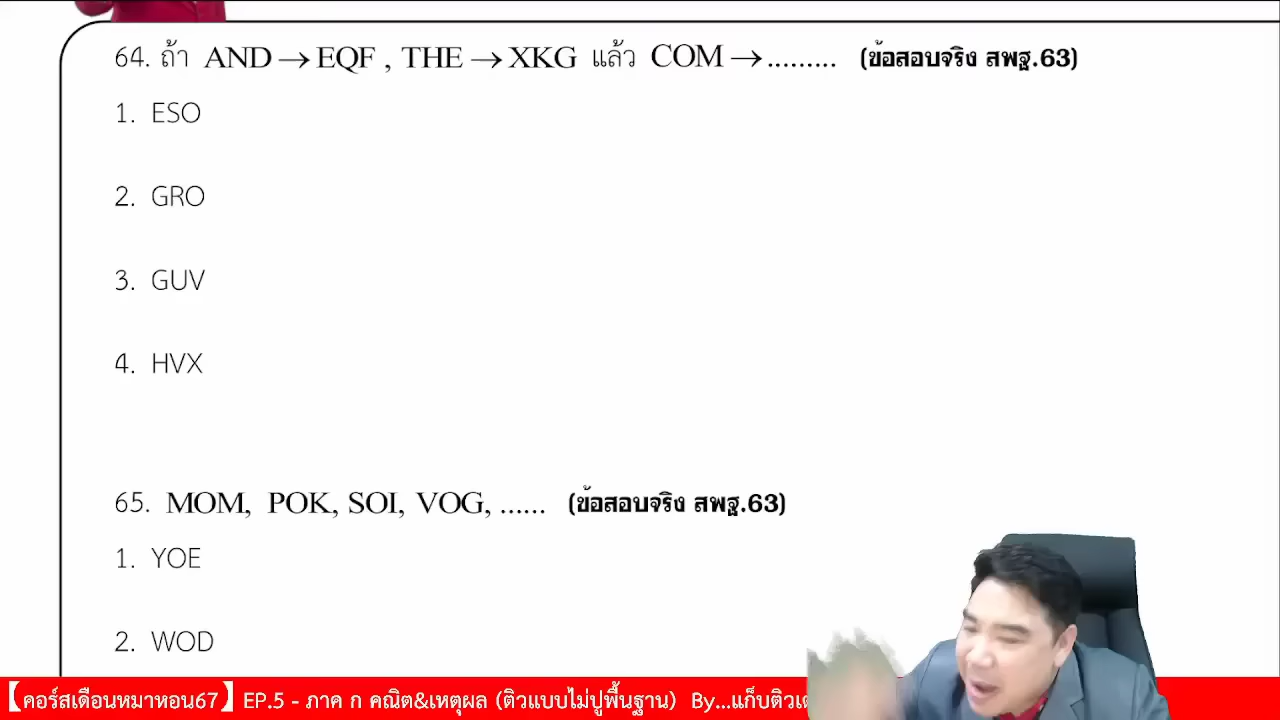 64. ถ้า AND → EQF , THE → XKG แล้ว COM → ......... (ข้อสอบจริง สพฐ.63)
1. ESO
2. GRO
3. GUV
4. HVX
65. MOM, POK, SOI, VOG, ...... (ข้อสอบจริง สพฐ.63)
1. YOE
2. WOD
【คอร์สเดือนหมาหอน67】 EP.5 - ภาค ก คณิต&เหตุผล (ติวแบบไม่ปูพื้นฐาน) By...แก็บติวเ